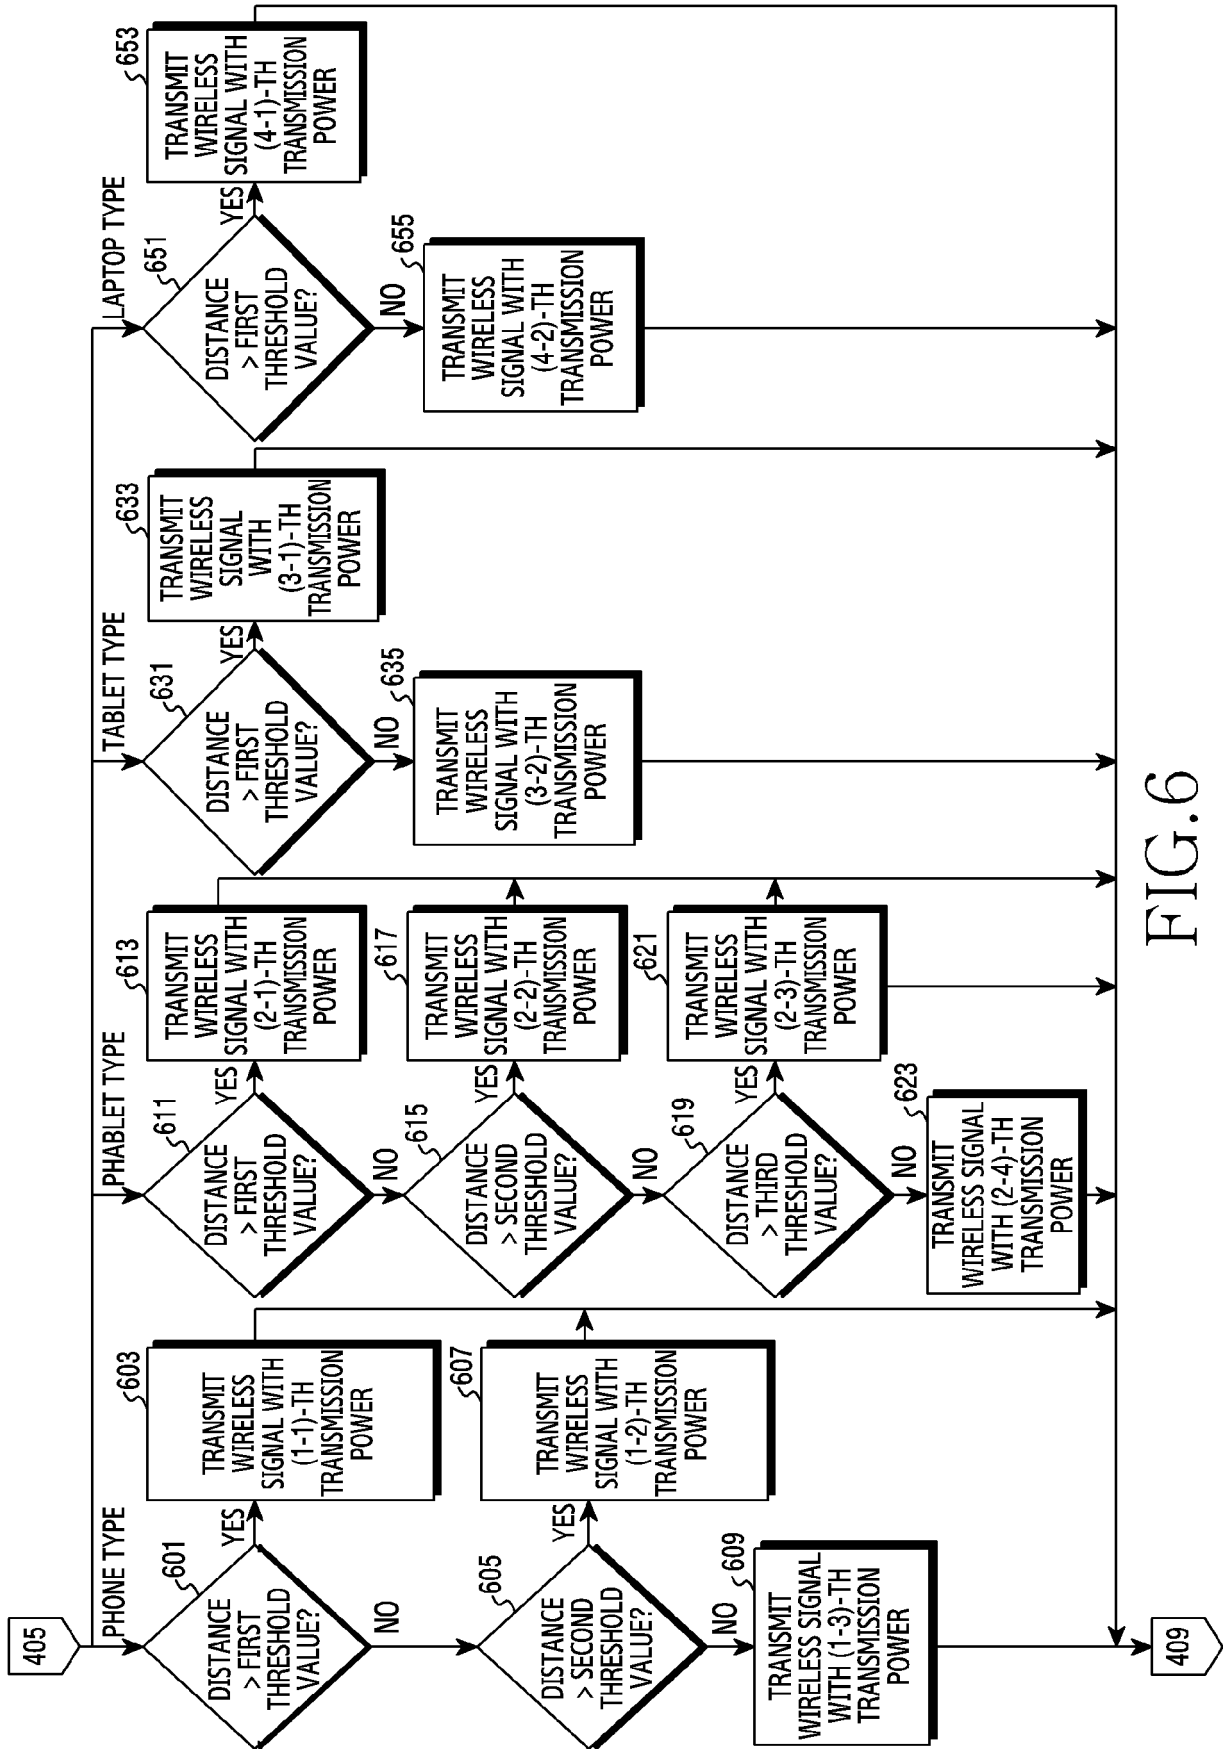 405
PHONE TYPE
601
DISTANCE
> FIRST
THRESHOLD
VALUE?
YES
603
TRANSMIT
WIRELESS
SIGNAL WITH
(1-1)-TH
TRANSMISSION
POWER
NO
605
DISTANCE
> SECOND
THRESHOLD
VALUE?
YES
607
TRANSMIT
WIRELESS
SIGNAL WITH
(1-2)-TH
TRANSMISSION
POWER
NO
609
TRANSMIT
WIRELESS SIGNAL
WITH (1-3)-TH
TRANSMISSION
POWER
PHABLET TYPE
611
DISTANCE
> FIRST
THRESHOLD
VALUE?
YES
613
TRANSMIT
WIRELESS
SIGNAL WITH
(2-1)-TH
TRANSMISSION
POWER
NO
615
DISTANCE
> SECOND
THRESHOLD
VALUE?
YES
617
TRANSMIT
WIRELESS
SIGNAL WITH
(2-2)-TH
TRANSMISSION
POWER
NO
619
DISTANCE
> THIRD
THRESHOLD
VALUE?
YES
621
TRANSMIT
WIRELESS
SIGNAL WITH
(2-3)-TH
TRANSMISSION
POWER
NO
623
TRANSMIT
WIRELESS SIGNAL
WITH (2-4)-TH
TRANSMISSION
POWER
TABLET TYPE
631
DISTANCE
> FIRST
THRESHOLD
VALUE?
YES
633
TRANSMIT
WIRELESS
SIGNAL
WITH
(3-1)-TH
TRANSMISSION
POWER
NO
635
TRANSMIT
WIRELESS
SIGNAL WITH
(3-2)-TH
TRANSMISSION
POWER
LAPTOP TYPE
651
DISTANCE
> FIRST
THRESHOLD
VALUE?
YES
653
TRANSMIT
WIRELESS
SIGNAL WITH
(4-1)-TH
TRANSMISSION
POWER
NO
655
TRANSMIT
WIRELESS
SIGNAL WITH
(4-2)-TH
TRANSMISSION
POWER
409
FIG.6